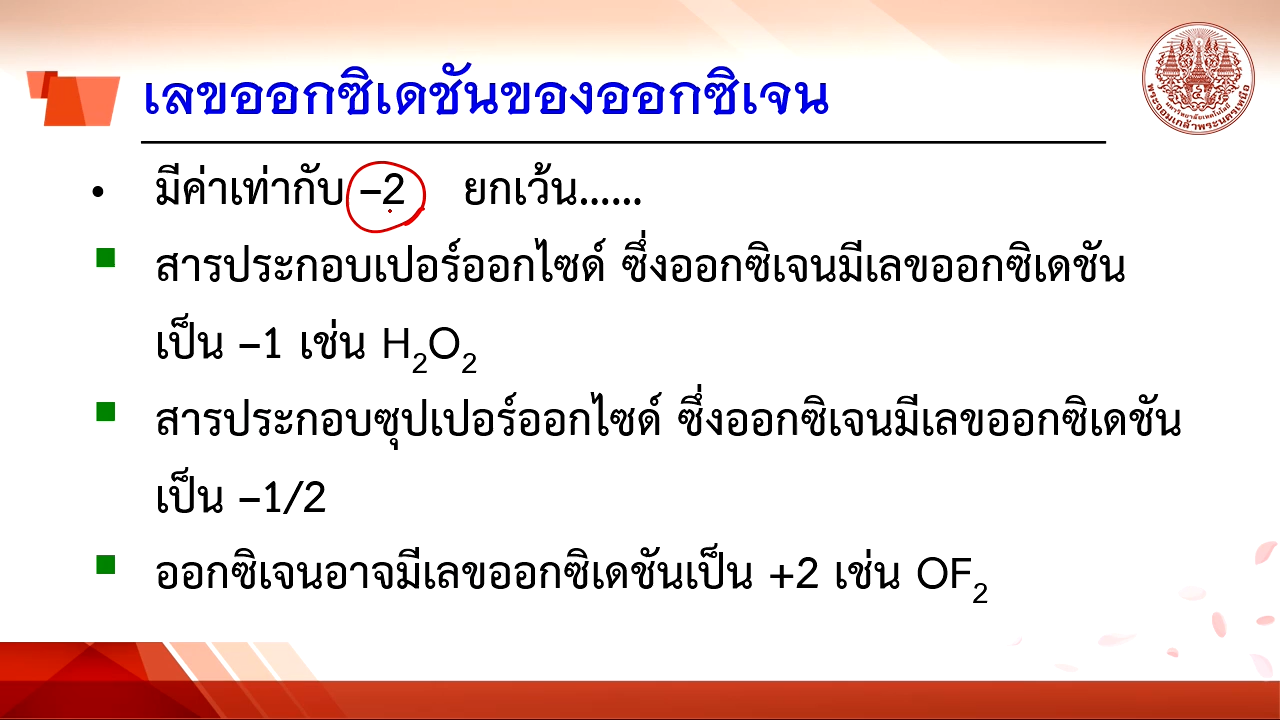 เลขออกซิเดชันของออกซิเจน
• มีค่าเท่ากับ –2 ยกเว้น......
สารประกอบเปอร์ออกไซด์ ซึ่งออกซิเจนมีเลขออกซิเดชัน
เป็น –1 เช่น H₂O₂
สารประกอบซุปเปอร์ออกไซด์ ซึ่งออกซิเจนมีเลขออกซิเดชัน
เป็น –1/2
ออกซิเจนอาจมีเลขออกซิเดชันเป็น +2 เช่น OF₂